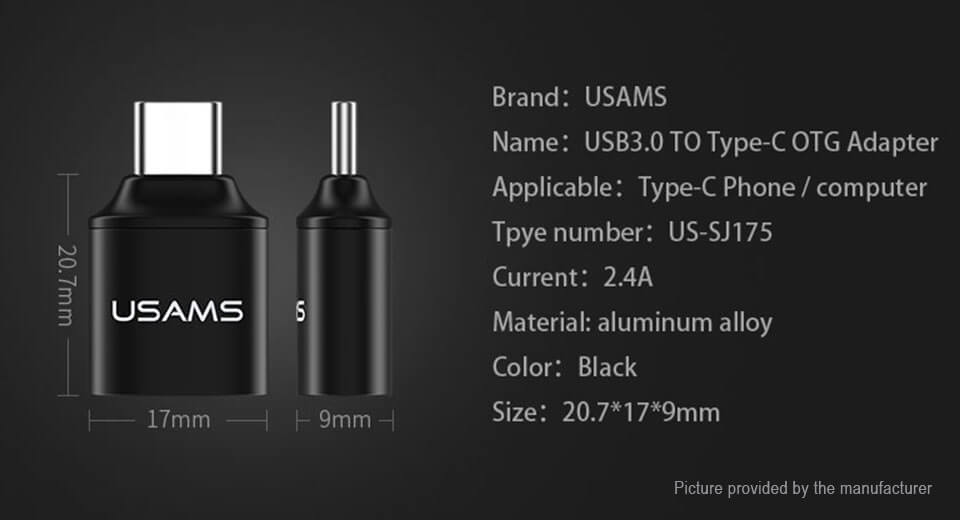 Brand：USAMS
Name：USB3.0 TO Type-C OTG Adapter
Applicable：Type-C Phone / computer
Tpye number：US-SJ175
Current：2.4A
Material: aluminum alloy
Color：Black
Size：20.7*17*9mm
20.7mm
USAMS
S
17mm
9mm
Picture provided by the manufacturer